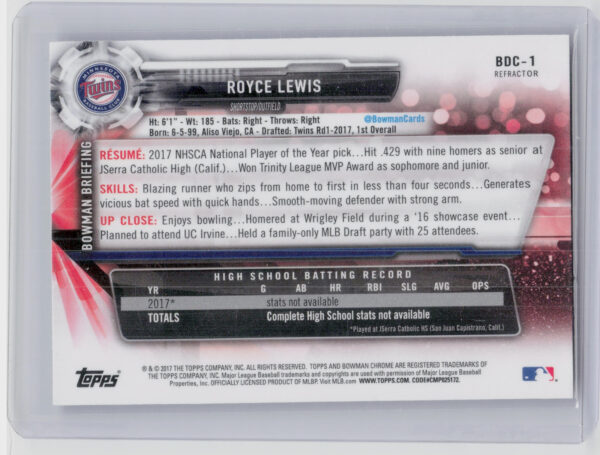 BDC-1
REFRACTOR
MINNESOTA
Twins
BASEBALL CLUB
ROYCE LEWIS
SHORTSTOP/OUTFIELD
Ht: 6'1" - Wt: 185 - Bats: Right - Throws: Right
@BowmanCards
Born: 6-5-99, Aliso Viejo, CA - Drafted: Twins Rd1-2017, 1st Overall
BOWMAN BRIEFING
RÉSUMÉ: 2017 NHSCA National Player of the Year pick...Hit .429 with nine homers as senior at
JSerra Catholic High (Calif.)...Won Trinity League MVP Award as sophomore and junior.
SKILLS: Blazing runner who zips from home to first in less than four seconds...Generates
vicious bat speed with quick hands...Smooth-moving defender with strong arm.
UP CLOSE: Enjoys bowling...Homered at Wrigley Field during a '16 showcase event...
Planned to attend UC Irvine...Held a family-only MLB Draft party with 25 attendees.
HIGH SCHOOL BATTING RECORD
YR G AB HR RBI SLG AVG OPS
2017* stats not available
TOTALS Complete High School stats not available
*Played at JSerra Catholic HS (San Juan Capistrano, Calif.)
Topps
® & © 2017 THE TOPPS COMPANY, INC. ALL RIGHTS RESERVED. TOPPS AND BOWMAN CHROME ARE REGISTERED TRADEMARKS OF
THE TOPPS COMPANY, INC. Major League Baseball trademarks and copyrights are used with permission of Major League Baseball
Properties, Inc. OFFICIALLY LICENSED PRODUCT OF MLBP. Visit MLB.com WWW.TOPPS.COM. CODE#CMP025172.